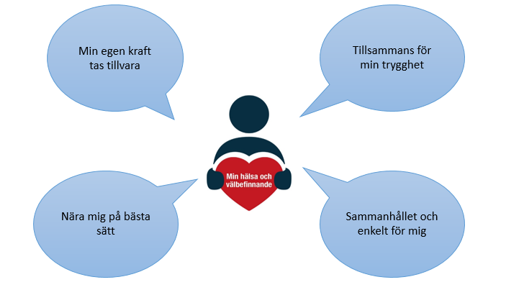 Min egen kraft
tas tillvara
Tillsammans för
min trygghet
Min hälsa och
välbefinnande
Nära mig på bästa
sätt
Sammanhållet och
enkelt för mig